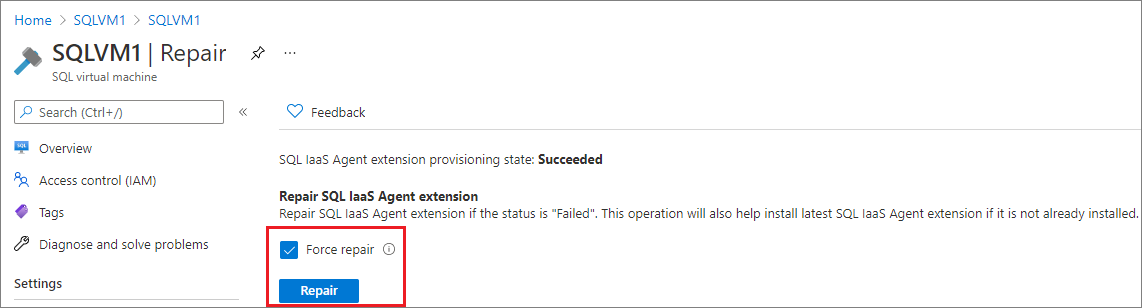 Home > SQLVM1 > SQLVM1
SQLVM1 | Repair ...
SQL virtual machine
Search (Ctrl+/) «
Feedback
SQL
Overview
SQL IaaS Agent extension provisioning state: Succeeded
Access control (IAM)
Repair SQL IaaS Agent extension
Tags
Repair SQL IaaS Agent extension if the status is "Failed". This operation will also help install latest SQL IaaS Agent extension if it is not already installed.
Diagnose and solve problems
Force repair
Settings
Repair